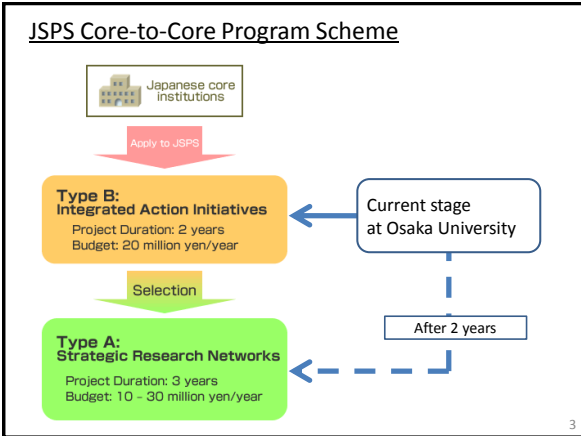 JSPS Core-to-Core Program Scheme
Japanese core
institutions
Apply to JSPS
Type B:
Integrated Action Initiatives
Project Duration: 2 years
Budget: 20 million yen/year
Current stage
at Osaka University
Selection
After 2 years
Type A:
Strategic Research Networks
Project Duration: 3 years
Budget: 10 - 30 million yen/year
3